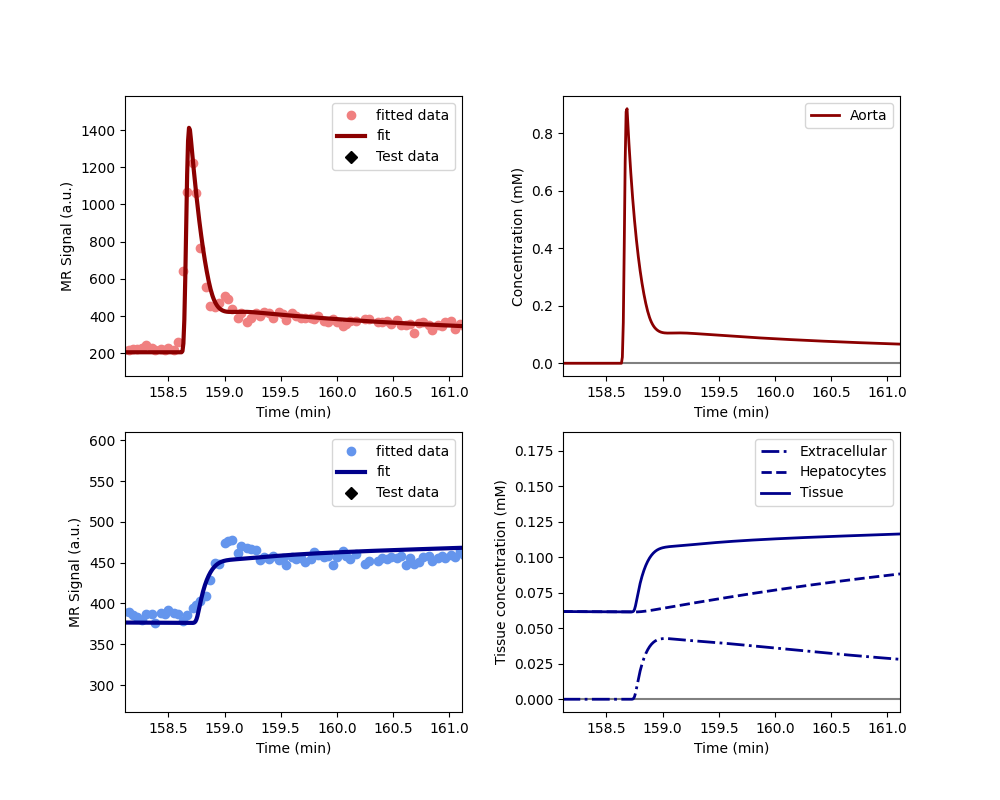 MR Signal (a.u.)
1400
1200
1000
800
600
400
200
fitted data
fit
Test data
158.5 159.0 159.5 160.0 160.5 161.0
Time (min)
Concentration (mM)
0.8
0.6
0.4
0.2
0.0
Aorta
158.5 159.0 159.5 160.0 160.5 161.0
Time (min)
MR Signal (a.u.)
600
550
500
450
400
350
300
fitted data
fit
Test data
158.5 159.0 159.5 160.0 160.5 161.0
Time (min)
Tissue concentration (mM)
0.175
0.150
0.125
0.100
0.075
0.050
0.025
0.000
Extracellular
Hepatocytes
Tissue
158.5 159.0 159.5 160.0 160.5 161.0
Time (min)